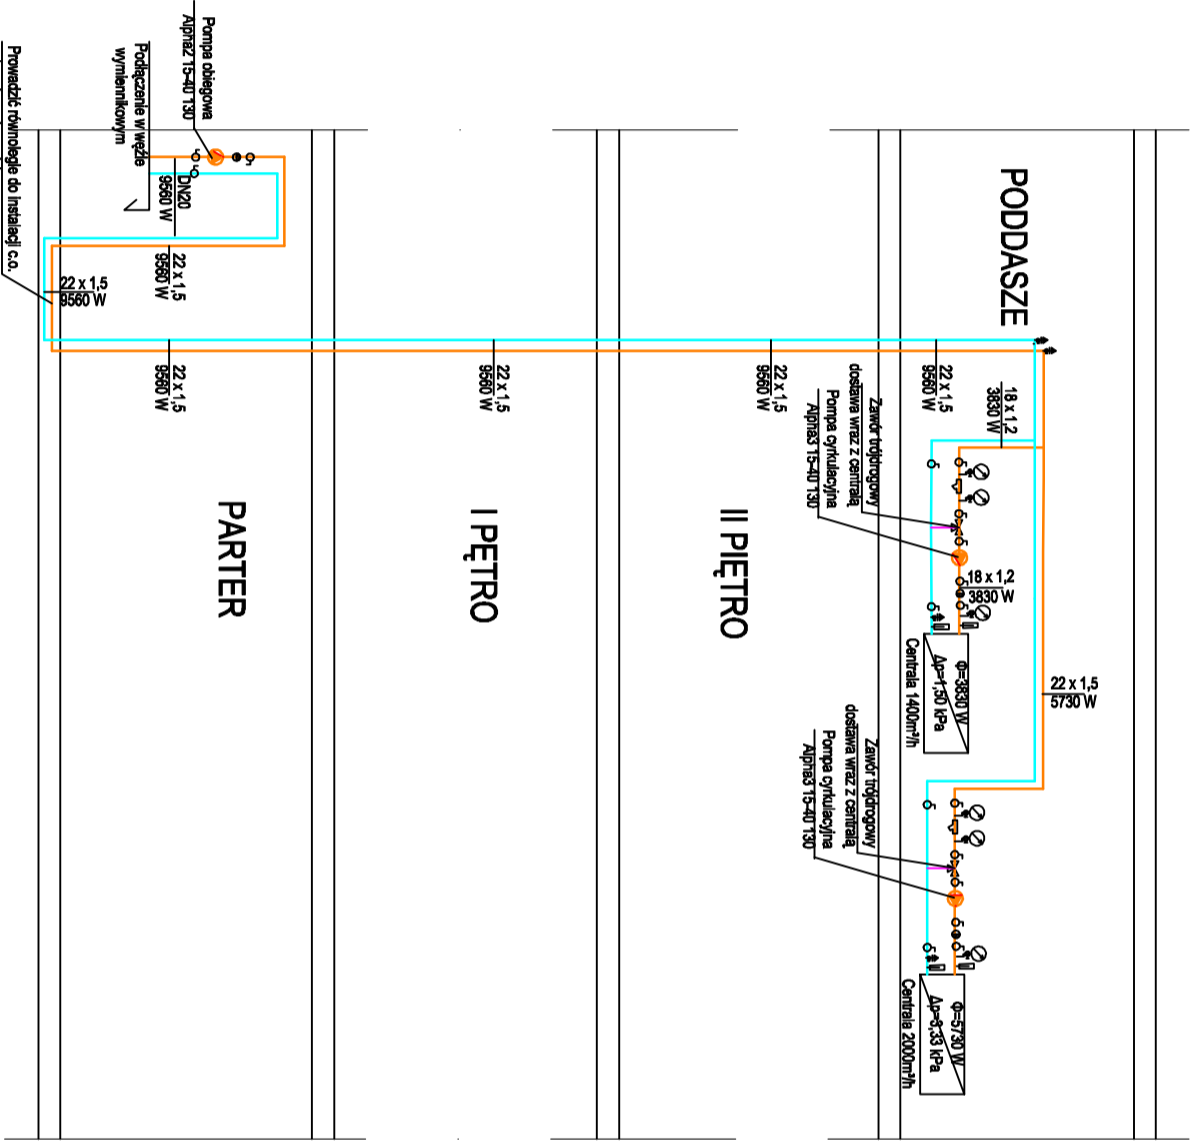 PODDASZE
18 x 1,2
3830 W
22 x 1,5
9560 W
Zawór trójdrogowy
dostawa wraz z centralą
Pompa cyrkulacyjna
Alpha3 15-40 130
18 x 1,2
3830 W
Φ=3830 W
Δp=1,50 kPa
Centrala 1400m³/h
22 x 1,5
5730 W
Zawór trójdrogowy
dostawa wraz z centralą
Pompa cyrkulacyjna
Alpha3 15-40 130
Φ=5730 W
Δp=3,33 kPa
Centrala 2000m³/h
II PIĘTRO
22 x 1,5
9560 W
I PĘTRO
22 x 1,5
9560 W
PARTER
22 x 1,5
9560 W
Pompa obiegowa
Alpha2 15-40 130
Podłączenie w węźle
wymiennikowym
DN20
9560 W
22 x 1,5
9560 W
22 x 1,5
9560 W
Prowadzić równolegle do instalacji c.o.